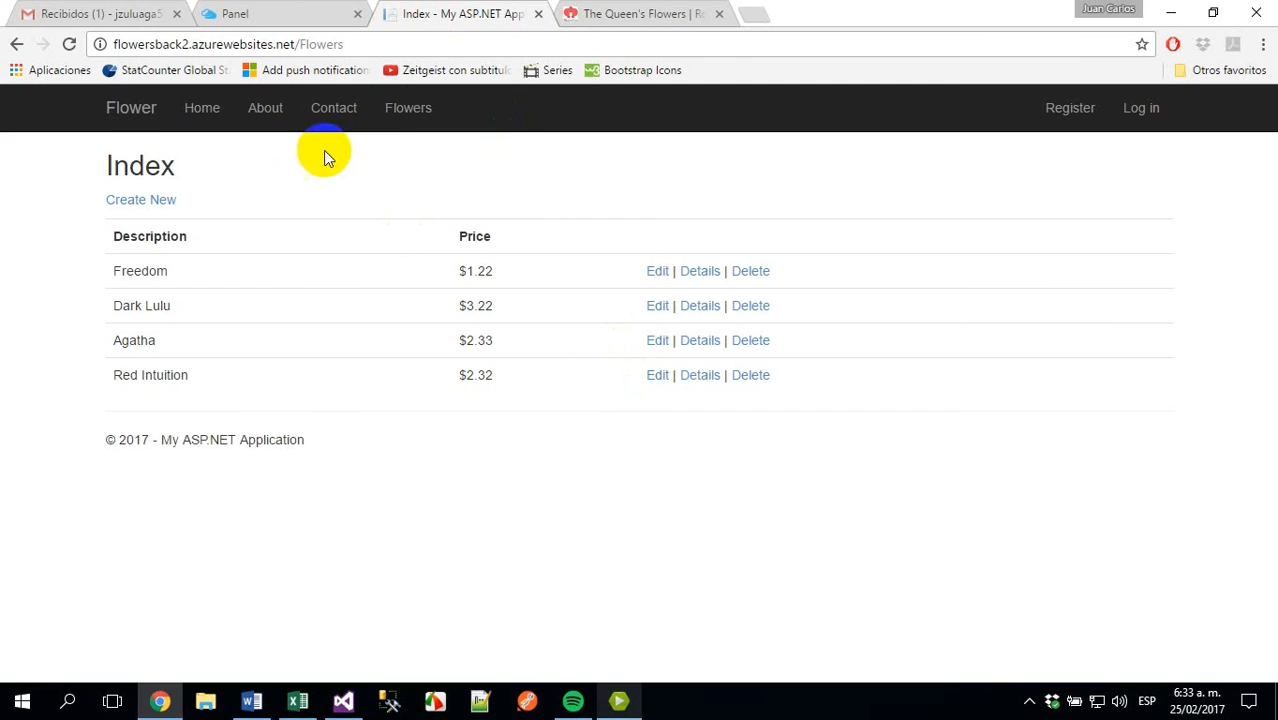 Recibidos (1) - jzuluaga5
Panel
Index - My ASP.NET App
The Queen's Flowers | Ro
Juan Carlos
flowersback2.azurewebsites.net/Flowers
Aplicaciones
StatCounter Global Sta
Add push notification
Zeitgeist con subtitulo
Series
Bootstrap Icons
Otros favoritos
Flower Home About Contact Flowers Register Log in
Index
Create New
Description Price
Freedom $1.22 Edit | Details | Delete
Dark Lulu $3.22 Edit | Details | Delete
Agatha $2.33 Edit | Details | Delete
Red Intuition $2.32 Edit | Details | Delete
© 2017 - My ASP.NET Application
ESP
6:33 a. m.
25/02/2017